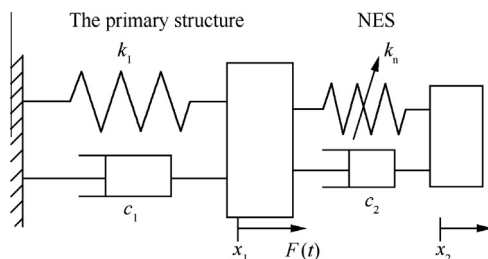 The primary structure
NES
k₁
kₙ
c₁
c₂
x₁
F(t)
x₂